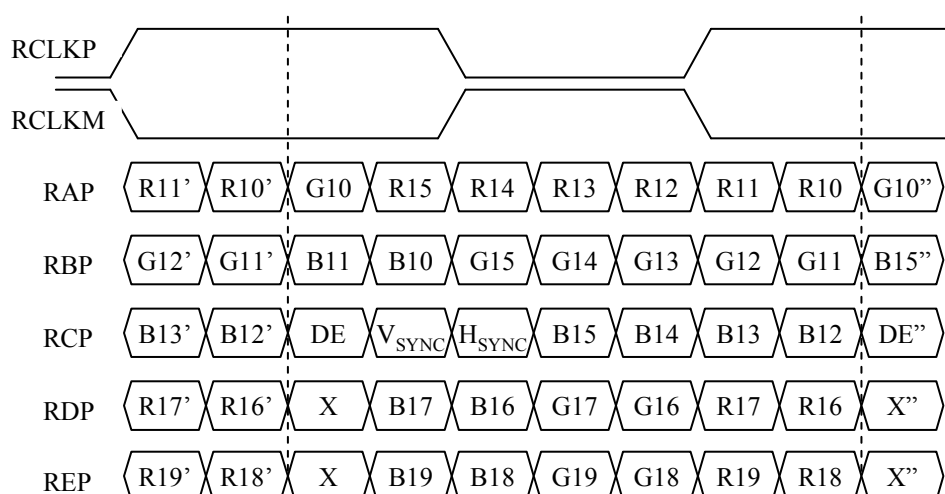 RCLKP
RCLKM
RAP R11’ R10’ G10 R15 R14 R13 R12 R11 R10 G10”
RBP G12’ G11’ B11 B10 G15 G14 G13 G12 G11 B15”
RCP B13’ B12’ DE VSYNC HSYNC B15 B14 B13 B12 DE”
RDP R17’ R16’ X B17 B16 G17 G16 R17 R16 X”
REP R19’ R18’ X B19 B18 G19 G18 R19 R18 X”